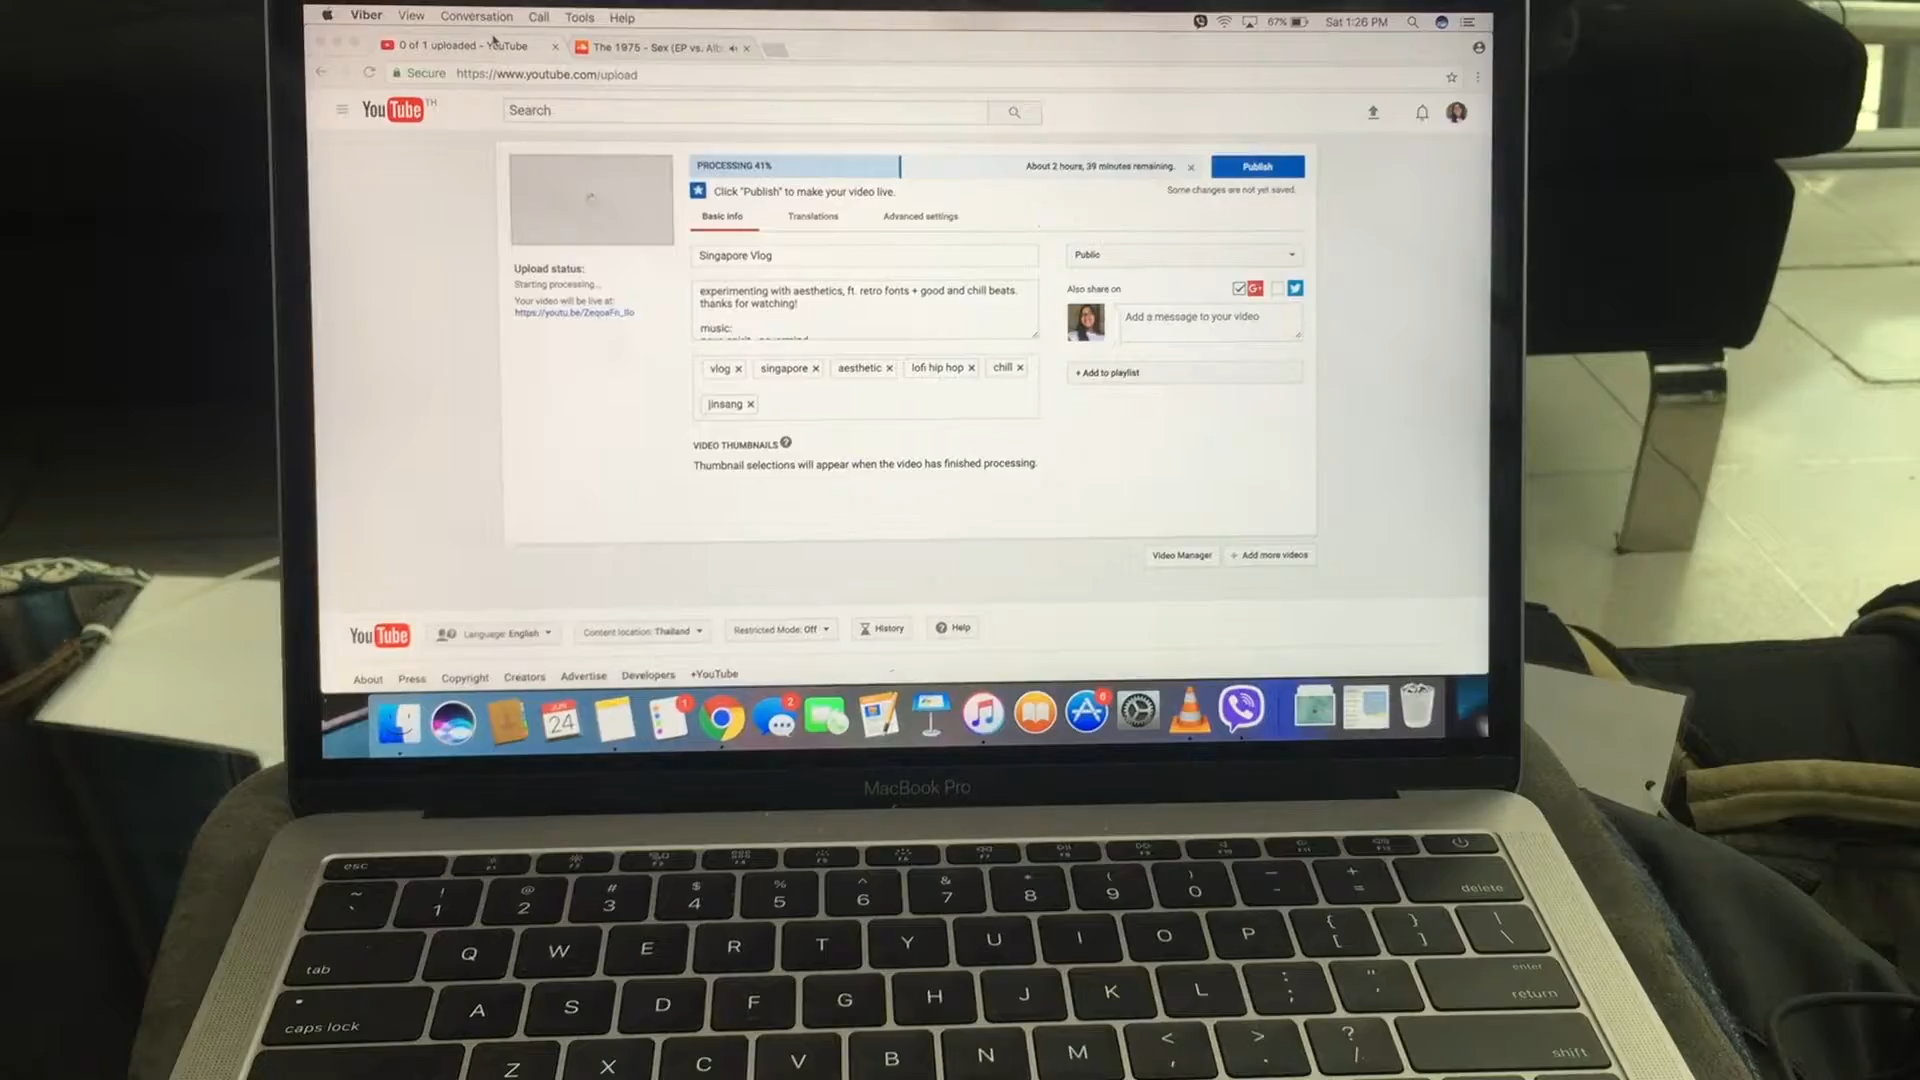 Viber View Conversation Call Tools Help 67% Sat 1:26 PM
0 of 1 uploaded - YouTube The 1975 - Sex (EP vs. Alb
Secure https://www.youtube.com/upload
YouTube TH Search
PROCESSING 41% About 2 hours, 39 minutes remaining. Publish
Click "Publish" to make your video live. Some changes are not yet saved.
Basic info Translations Advanced settings
Singapore Vlog Public
Upload status:
Starting processing...
Your video will be live at:
experimenting with aesthetics, ft. retro fonts + good and chill beats.
thanks for watching!
music:
Also share on
Add a message to your video
vlog singapore aesthetic lofi hip hop chill
+ Add to playlist
jinsang
VIDEO THUMBNAILS
Thumbnail selections will appear when the video has finished processing.
Video Manager + Add more videos
YouTube Language: English Content location: Thailand Restricted Mode: Off History Help
About Press Copyright Creators Advertise Developers +YouTube
JUN 24 1 2 6
MacBook Pro
esc
~ ! @ # $ % ^ & * ( ) _ +
` 1 2 3 4 5 6 7 8 9 0 - = delete
tab Q W E R T Y U I O P { [ } ] | \
caps lock A S D F G H J K L : ; " ' enter return
Z X C V B N M < , > . ? / shift